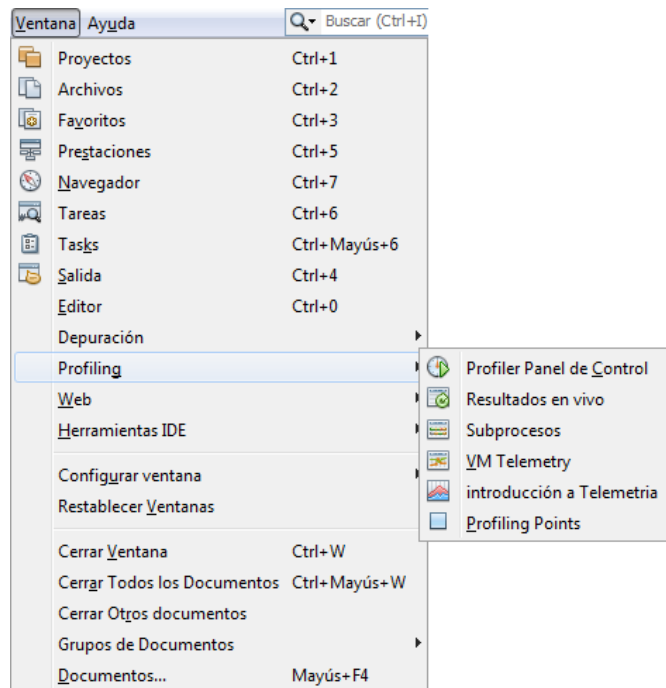 Ventana Ayuda Buscar (Ctrl+I)
Proyectos Ctrl+1
Archivos Ctrl+2
Favoritos Ctrl+3
Prestaciones Ctrl+5
Navegador Ctrl+7
Tareas Ctrl+6
Tasks Ctrl+Mayús+6
Salida Ctrl+4
Editor Ctrl+0
Depuración
Profiling
Web
Herramientas IDE
Configurar ventana
Restablecer Ventanas
Cerrar Ventana Ctrl+W
Cerrar Todos los Documentos Ctrl+Mayús+W
Cerrar Otros documentos
Grupos de Documentos
Documentos... Mayús+F4
Profiler Panel de Control
Resultados en vivo
Subprocesos
VM Telemetry
introducción a Telemetria
Profiling Points